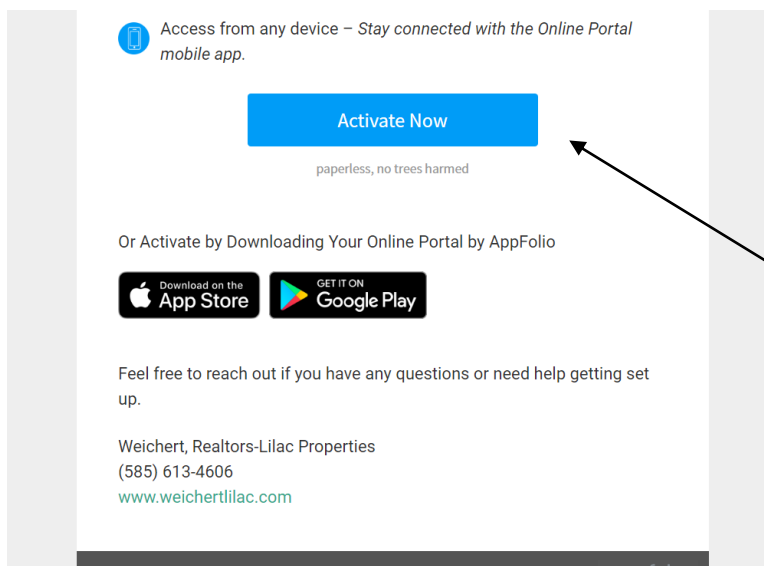 Access from any device – Stay connected with the Online Portal
mobile app.
Activate Now
paperless, no trees harmed
Or Activate by Downloading Your Online Portal by AppFolio
Download on the
App Store
GET IT ON
Google Play
Feel free to reach out if you have any questions or need help getting set
up.
Weichert, Realtors-Lilac Properties
(585) 613-4606
www.weichertlilac.com